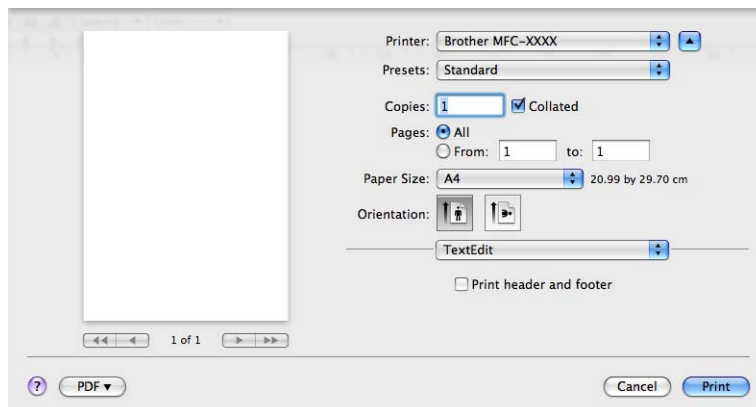 Printer: Brother MFC-XXXX
Presets: Standard
Copies: 1 Collated
Pages: All
From: 1 to: 1
Paper Size: A4 20.99 by 29.70 cm
Orientation:
TextEdit
Print header and footer
1 of 1
? PDF ▼ Cancel Print